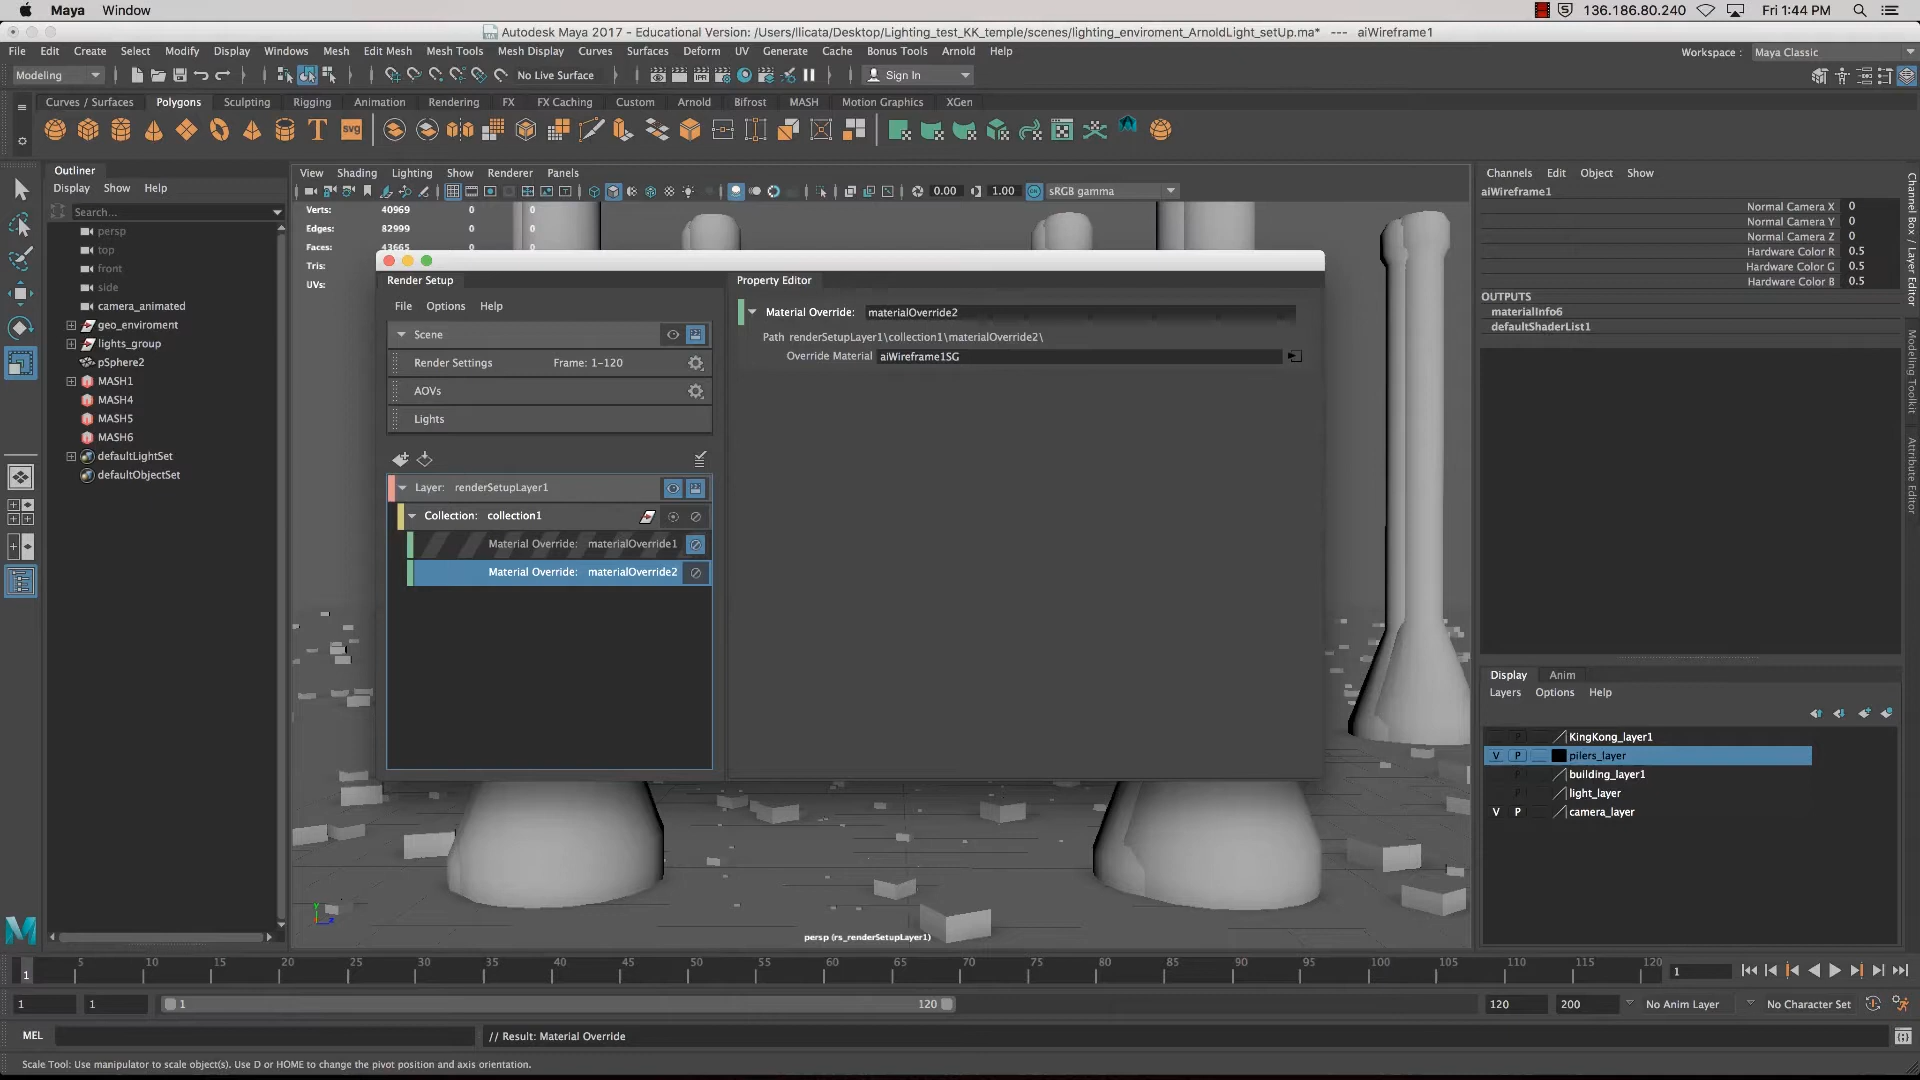 Maya Window 136.186.80.240 Fri 1:44 PM
Autodesk Maya 2017 - Educational Version: /Users/llicata/Desktop/Lighting_test_KK_temple/scenes/lighting_enviroment_ArnoldLight_setUp.ma* --- aiWireframe1
File Edit Create Select Modify Display Windows Mesh Edit Mesh Mesh Tools Mesh Display Curves Surfaces Deform UV Generate Cache Bonus Tools Arnold Help Workspace : Maya Classic
Modeling No Live Surface IPR Sign In
Curves / Surfaces Polygons Sculpting Rigging Animation Rendering FX FX Caching Custom Arnold Bifrost MASH Motion Graphics XGen
T SVG
Outliner
Display Show Help
Search...
persp
top
front
side
camera_animated
geo_enviroment
lights_group
pSphere2
MASH1
MASH4
MASH5
MASH6
defaultLightSet
defaultObjectSet
View Shading Lighting Show Renderer Panels
0.00 1.00 sRGB gamma
Verts: 40969 0 0
Edges: 82999 0 0
Faces: 43665 0 0
Tris:
UVs:
Render Setup
File Options Help
Scene
Render Settings Frame: 1-120
AOVs
Lights
Layer: renderSetupLayer1
Collection: collection1
Material Override: materialOverride1
Material Override: materialOverride2
Property Editor
Material Override: materialOverride2
Path renderSetupLayer1\collection1\materialOverride2\
Override Material aiWireframe1SG
persp (rs_renderSetupLayer1)
Channels Edit Object Show
aiWireframe1
Normal Camera X 0
Normal Camera Y 0
Normal Camera Z 0
Hardware Color R 0.5
Hardware Color G 0.5
Hardware Color B 0.5
OUTPUTS
materialInfo6
defaultShaderList1
Channel Box / Layer Editor
Modeling Toolkit
Attribute Editor
Display Anim
Layers Options Help
P KingKong_layer1
V P pilers_layer
P building_layer1
P light_layer
V P camera_layer
1 5 10 15 20 25 30 35 40 45 50 55 60 65 70 75 80 85 90 95 100 105 110 115 120 1
1 1 1 120 120 200 No Anim Layer No Character Set
MEL // Result: Material Override
Scale Tool: Use manipulator to scale object(s). Use D or HOME to change the pivot position and axis orientation.